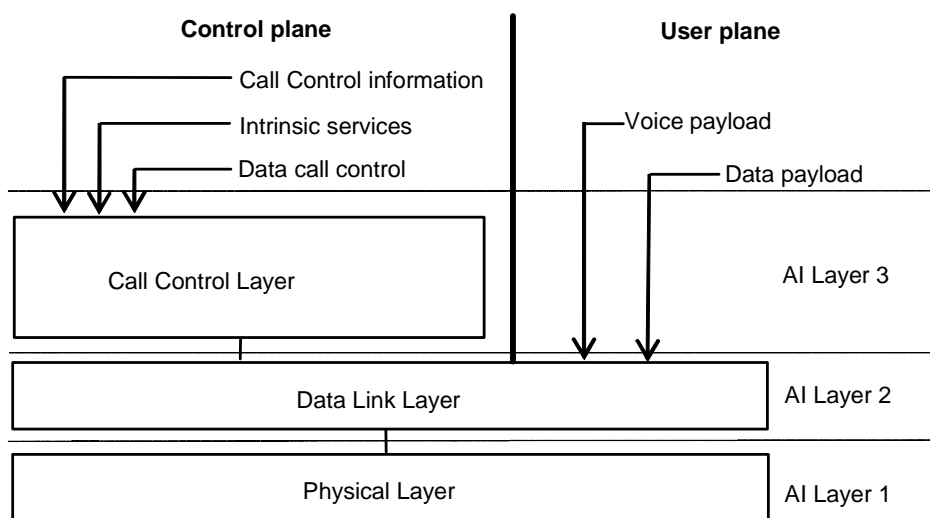 Control plane
User plane
Call Control information
Intrinsic services
Voice payload
Data call control
Data payload
Call Control Layer
AI Layer 3
Data Link Layer
AI Layer 2
Physical Layer
AI Layer 1